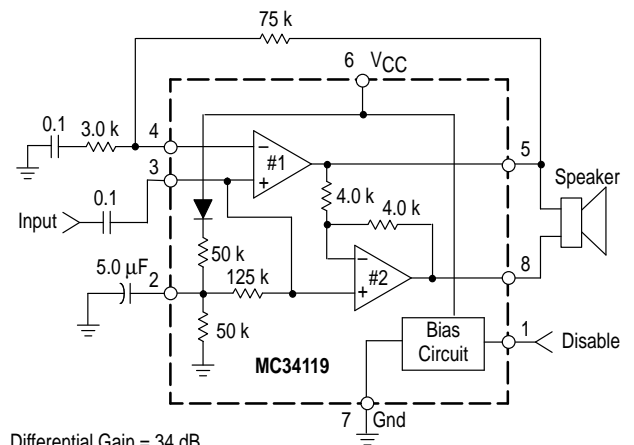 75 k
6 VCC
0.1
3.0 k
4
−
#1
+
5
Speaker
3
0.1
Input
4.0 k
4.0 k
50 k
5.0 µF
2
125 k
−
#2
+
8
50 k
MC34119
Bias
Circuit
1
Disable
7
Gnd
Differential Gain = 34 dB